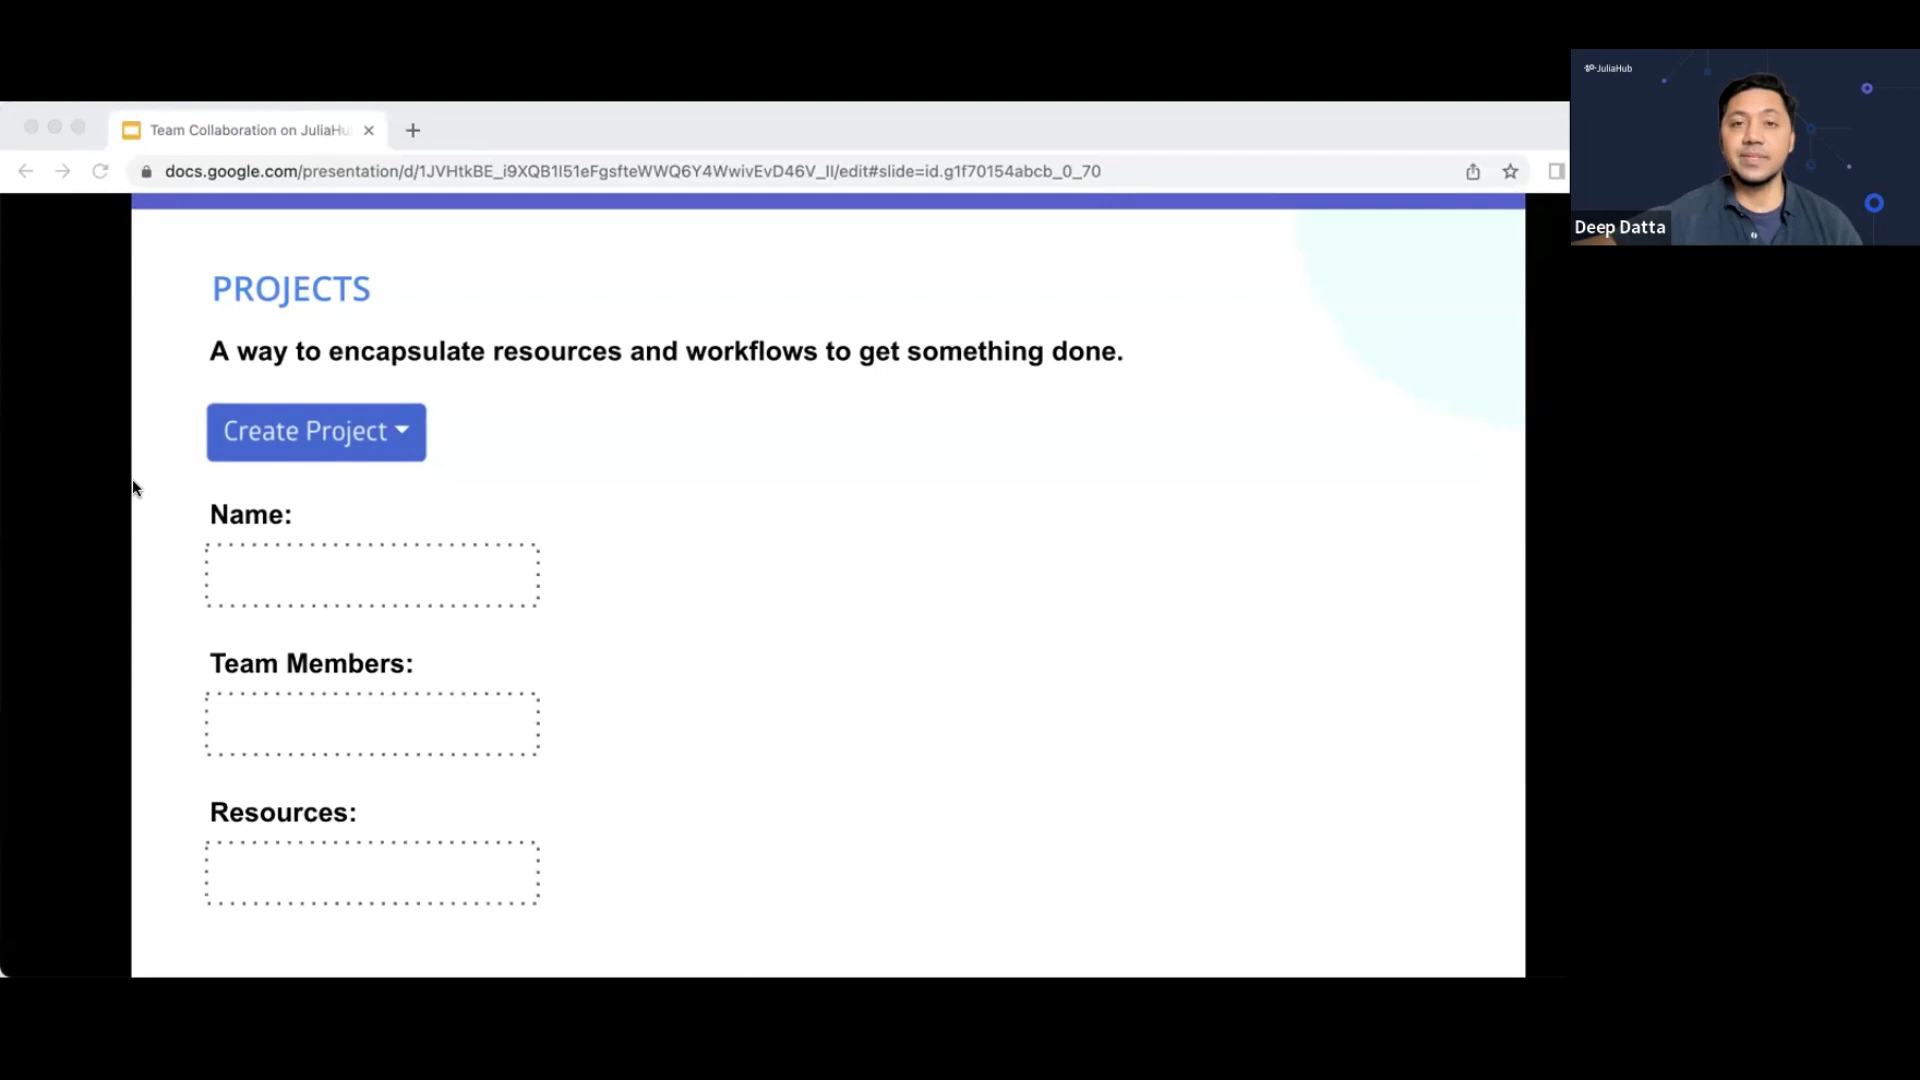 JuliaHub
Team Collaboration on JuliaHu
docs.google.com/presentation/d/1JVHtkBE_i9XQB1I51eFgsfteWWQ6Y4WwivEvD46V_II/edit#slide=id.g1f70154abcb_0_70
Deep Datta
PROJECTS
A way to encapsulate resources and workflows to get something done.
Create Project
Name:
Team Members:
Resources: